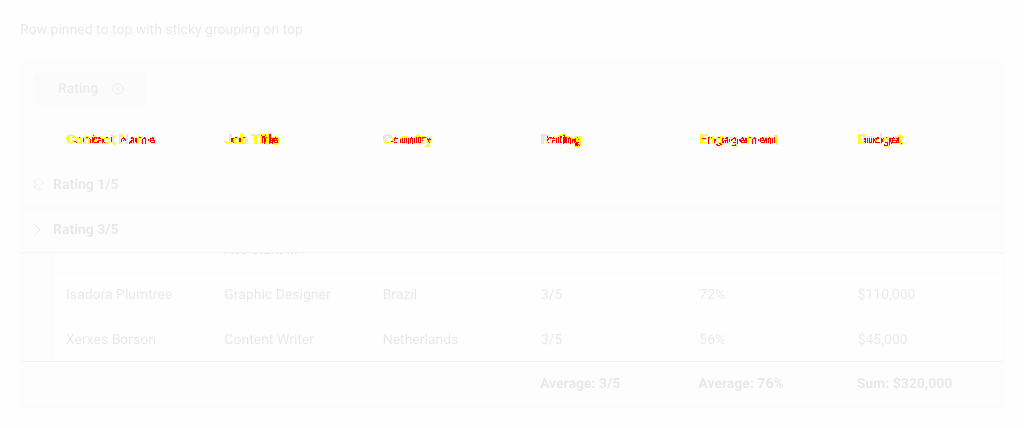 Row pinned to top with sticky grouping on top
Rating
Contact Name Job Title Country Rating Engagement Budget
Rating 1/5
Rating 3/5
Isadora Plumtree Graphic Designer Brazil 3/5 72% $110,000
Xerxes Borson Content Writer Netherlands 3/5 56% $45,000
Average: 3/5 Average: 76% Sum: $320,000